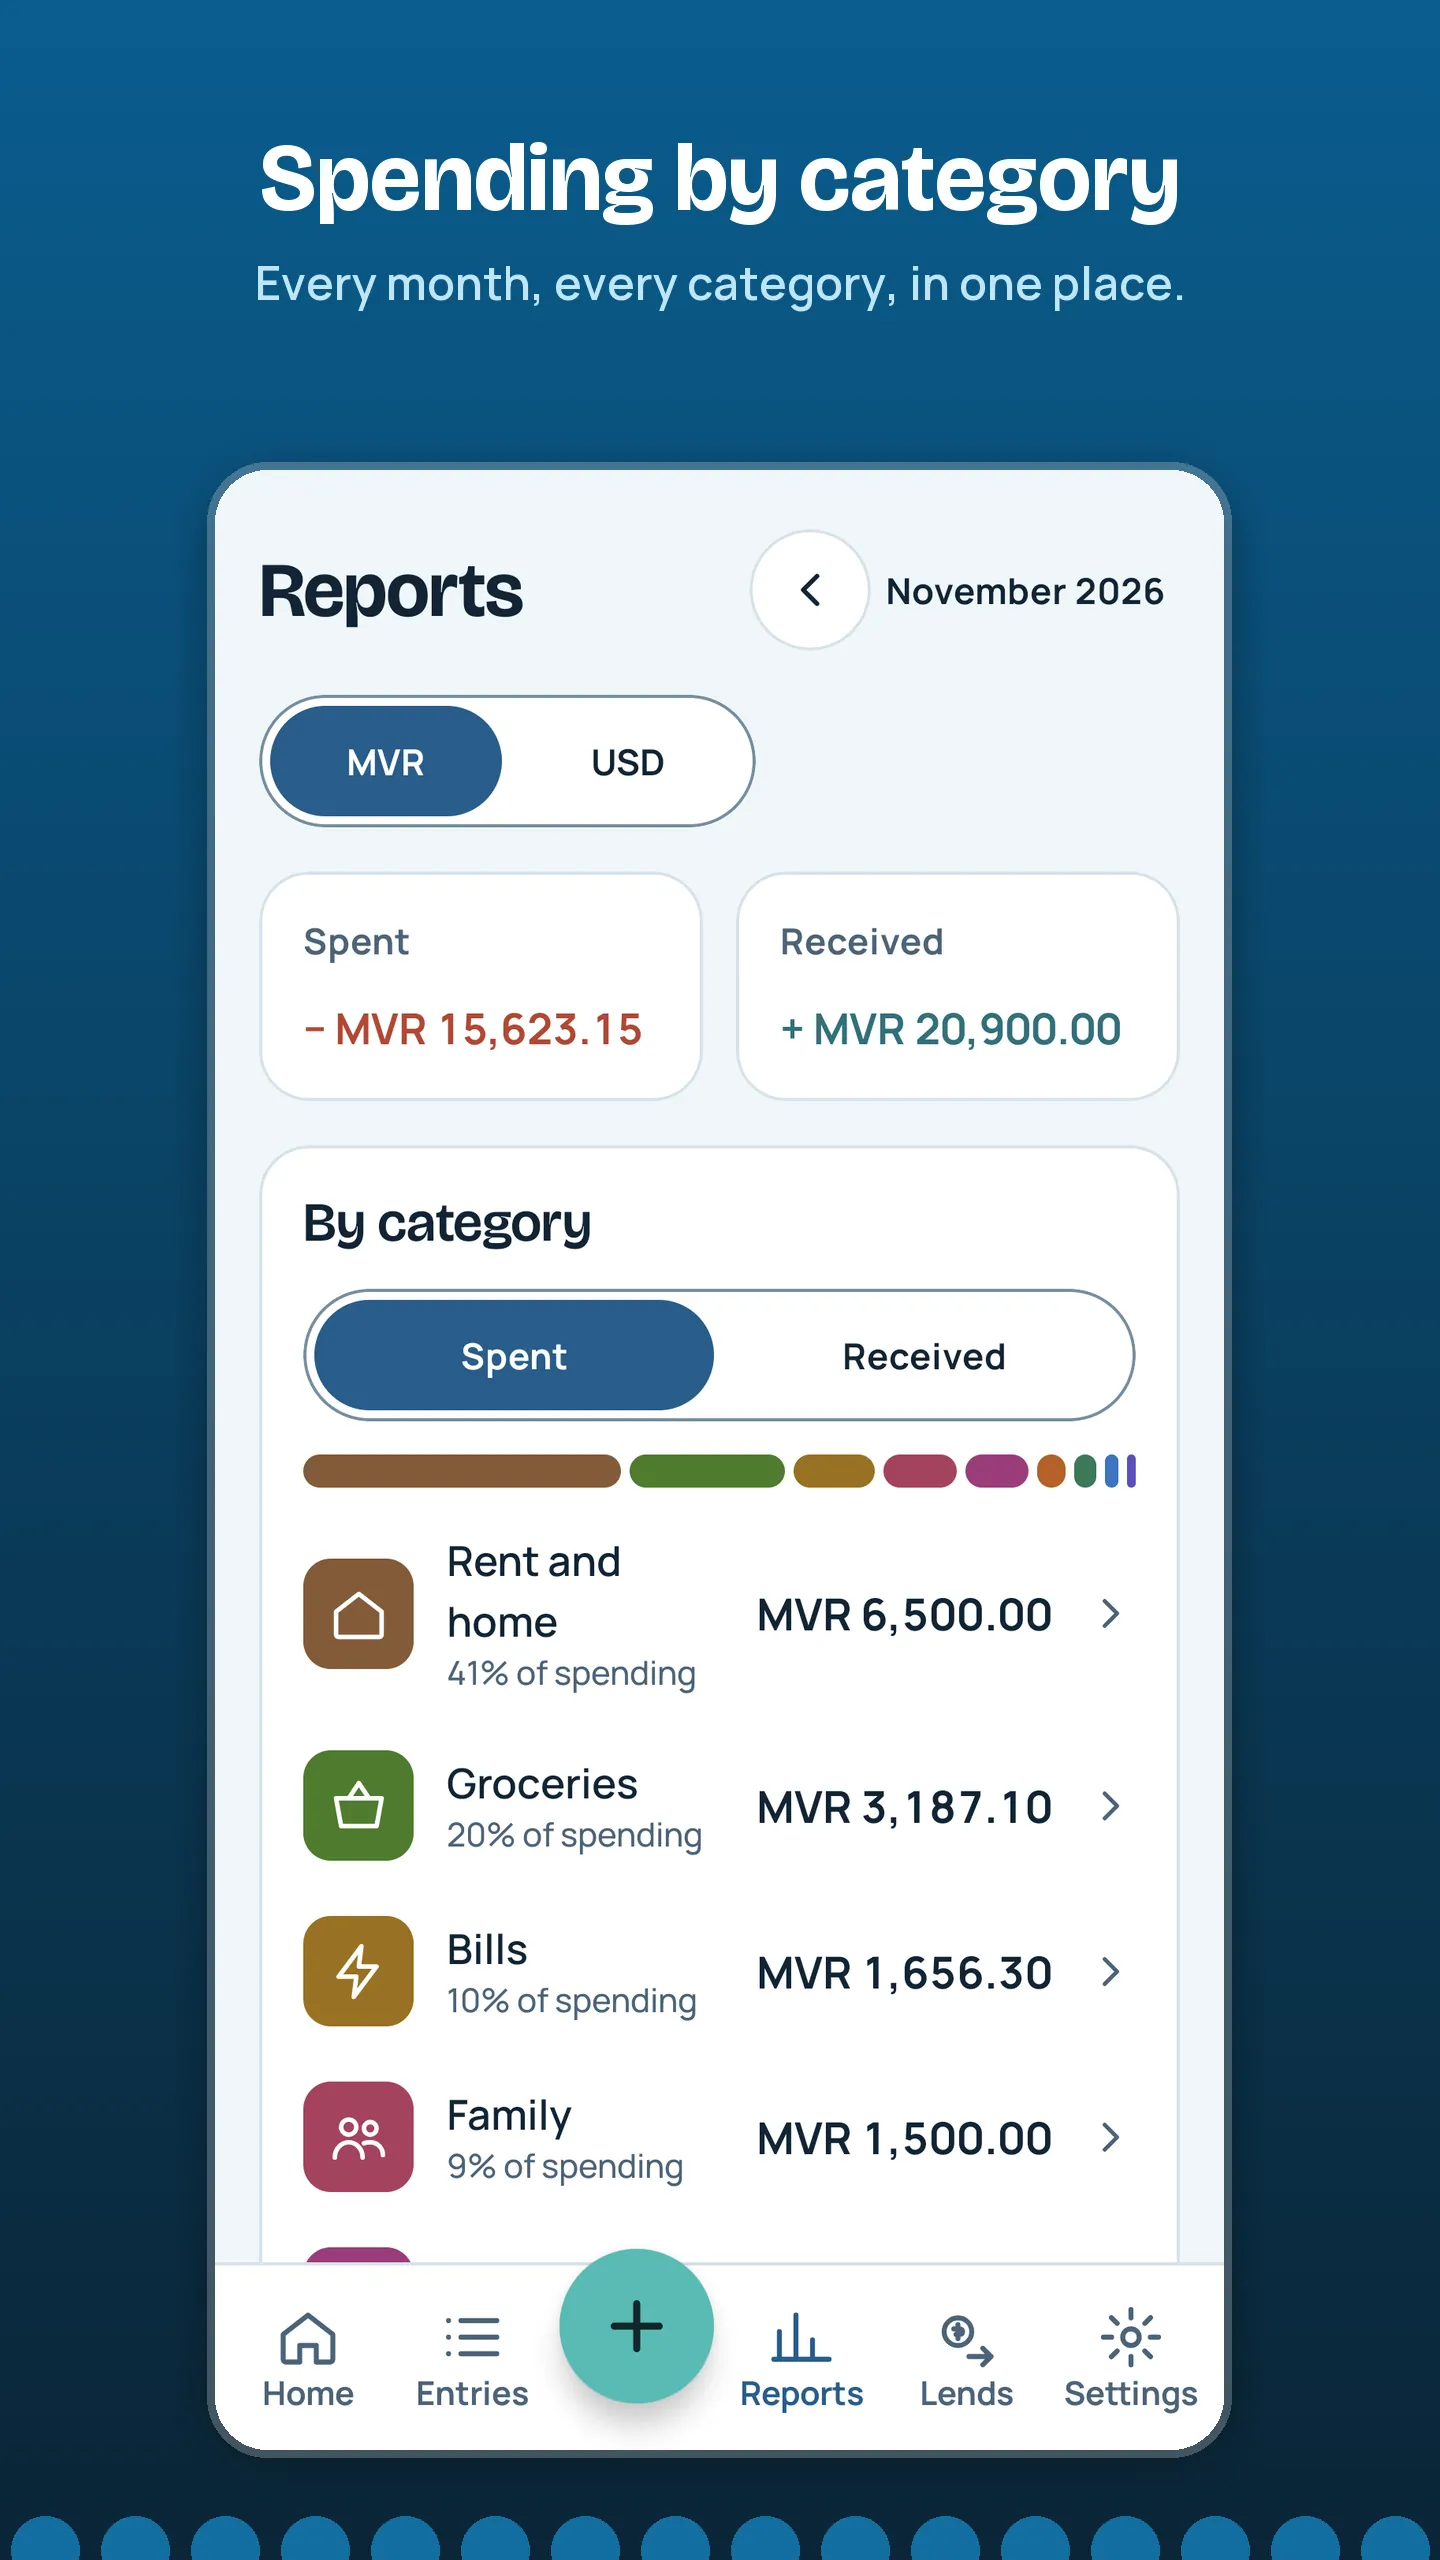 Spending by category
Every month, every category, in one place.
Reports
November 2026
MVR
USD
Spent
Received
− MVR 15,623.15
+ MVR 20,900.00
By category
Spent
Received
Rent and
home
41% of spending
MVR 6,500.00
Groceries
20% of spending
MVR 3,187.10
Bills
10% of spending
MVR 1,656.30
Family
9% of spending
MVR 1,500.00
Home
Entries
Reports
Lends
Settings